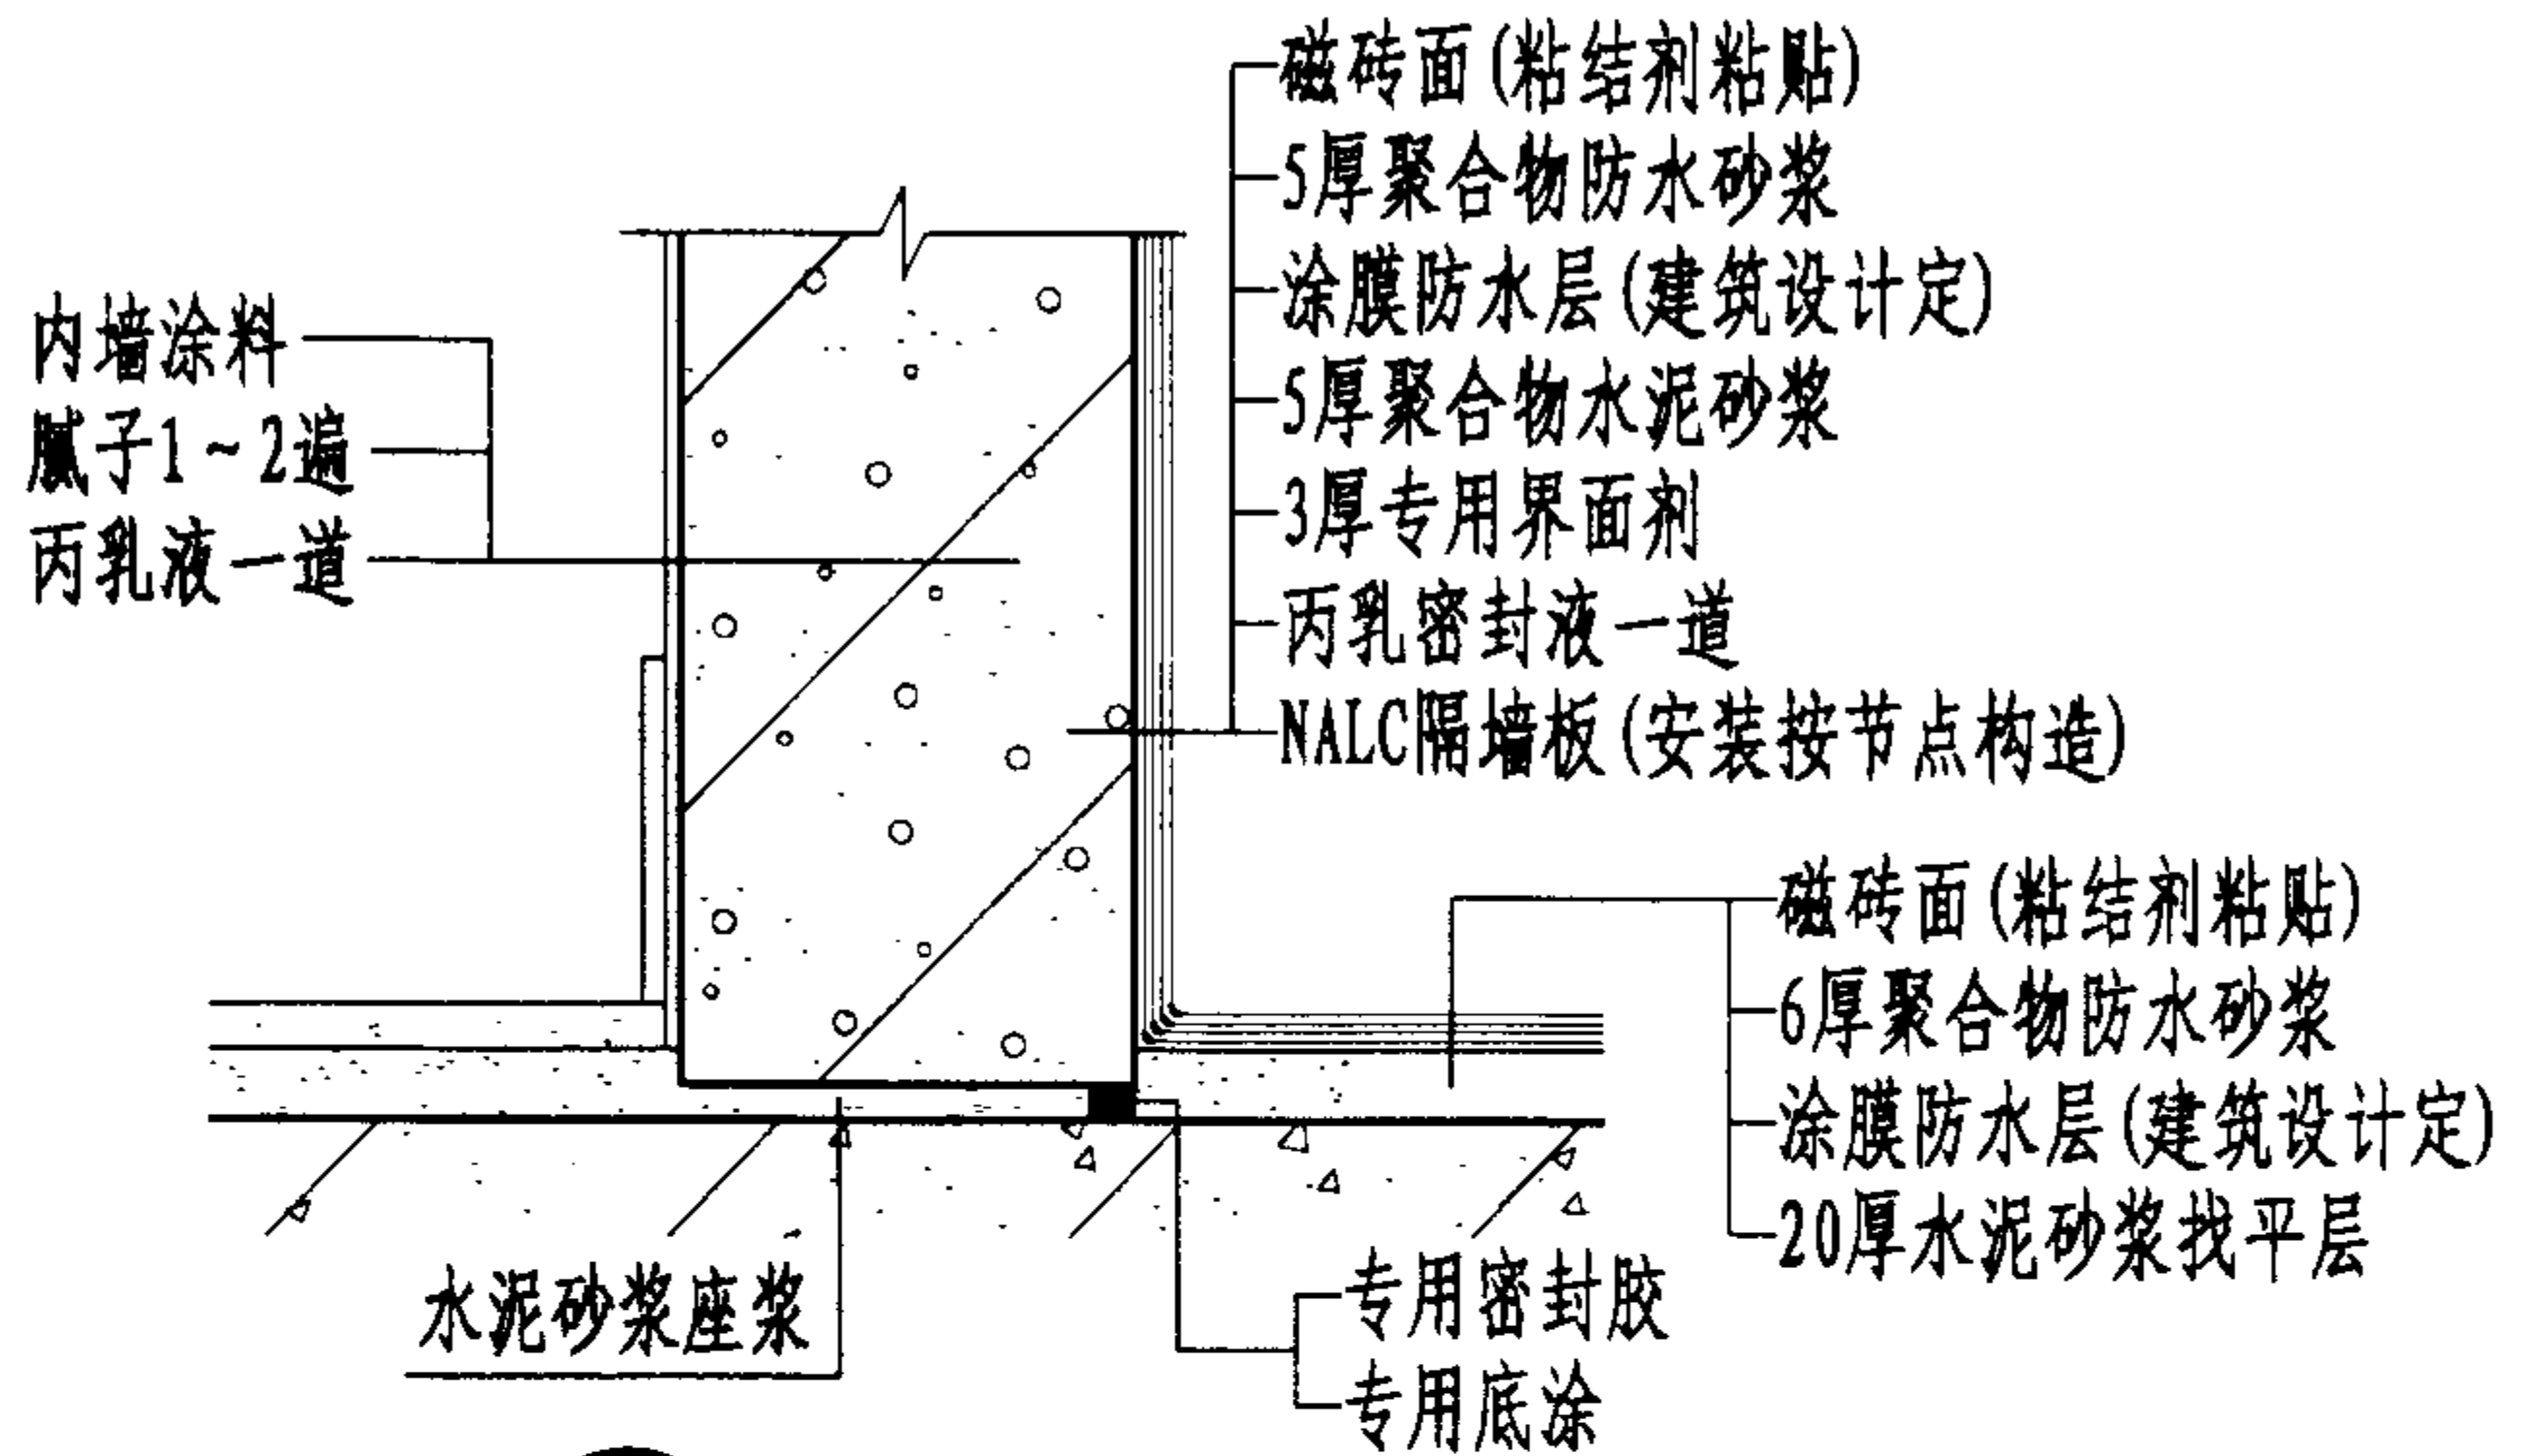 内墙涂料
腻子1~2遍
丙乳液一道
磁砖面(粘结剂粘贴)
5厚聚合物防水砂浆
涂膜防水层(建筑设计定)
5厚聚合物水泥砂浆
3厚专用界面剂
丙乳密封液一道
NALC隔墙板(安装按节点构造)
磁砖面(粘结剂粘贴)
6厚聚合物防水砂浆
涂膜防水层(建筑设计定)
20厚水泥砂浆找平层
水泥砂浆座浆
专用密封胶
专用底涂